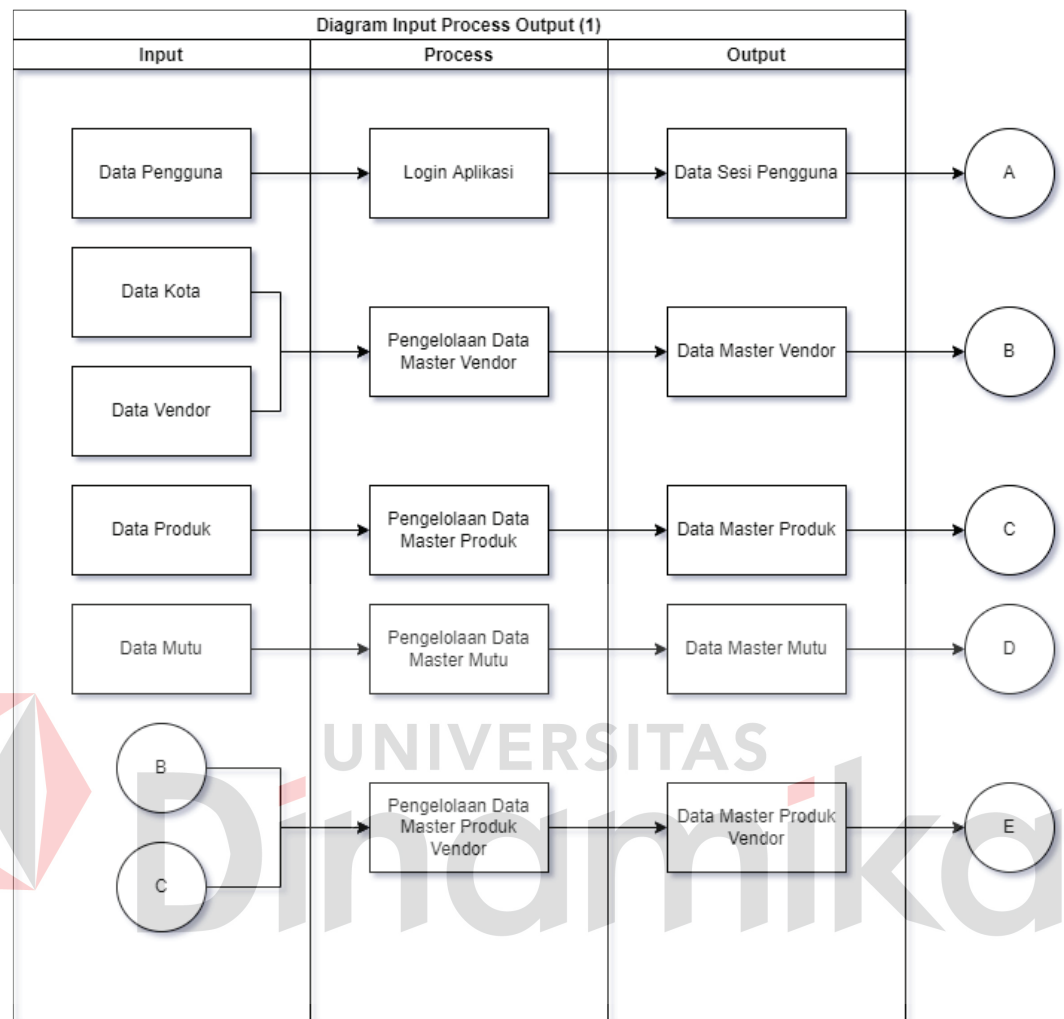 Diagram Input Process Output (1)
Input
Process
Output
Data Pengguna
Login Aplikasi
Data Sesi Pengguna
A
Data Kota
Data Vendor
Pengelolaan Data
Master Vendor
Data Master Vendor
B
Data Produk
Pengelolaan Data
Master Produk
Data Master Produk
C
Data Mutu
Pengelolaan Data
Master Mutu
Data Master Mutu
D
UNIVERSITAS
Dinamika
B
C
Pengelolaan Data
Master Produk
Vendor
Data Master Produk
Vendor
E